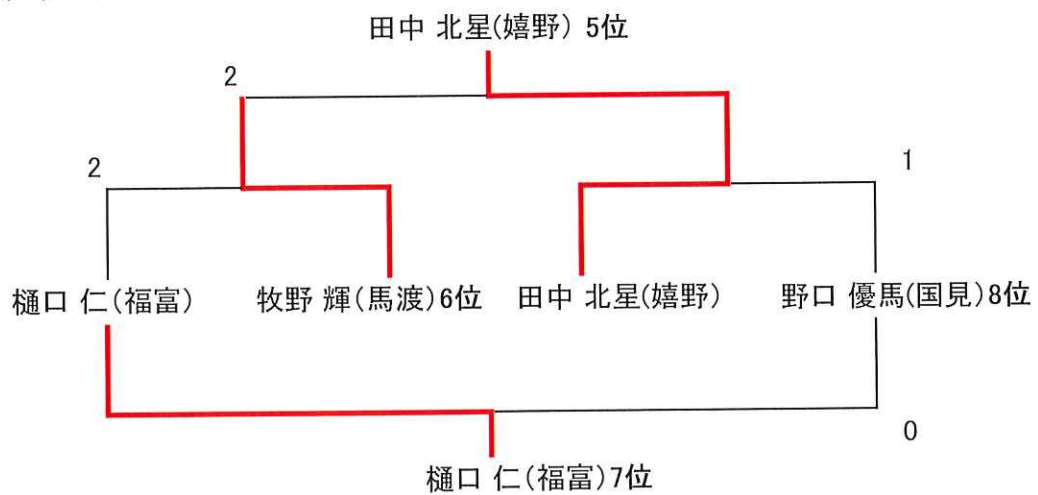 田中 北星(嬉野) 5位
2
2
1
樋口 仁(福富)
牧野 輝(馬渡)6位
田中 北星(嬉野)
野口 優馬(国見)8位
0
樋口 仁(福富)7位